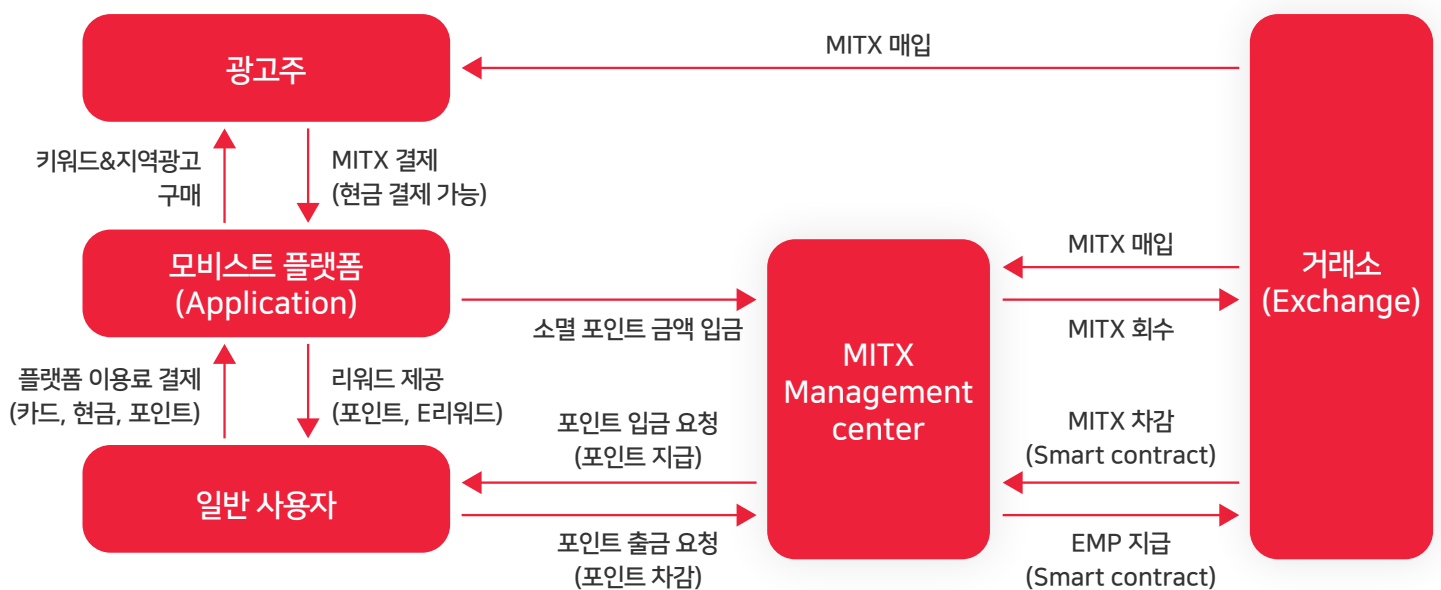 광고주
MITX 매입
키워드&지역광고
구매
MITX 결제
(현금 결제 가능)
모비스트 플랫폼
(Application)
소멸 포인트 금액 입금
MITX
Management
center
MITX 매입
MITX 회수
거래소
(Exchange)
플랫폼 이용료 결제
(카드, 현금, 포인트)
리워드 제공
(포인트, E리워드)
포인트 입금 요청
(포인트 지급)
MITX 차감
(Smart contract)
일반 사용자
포인트 출금 요청
(포인트 차감)
EMP 지급
(Smart contract)